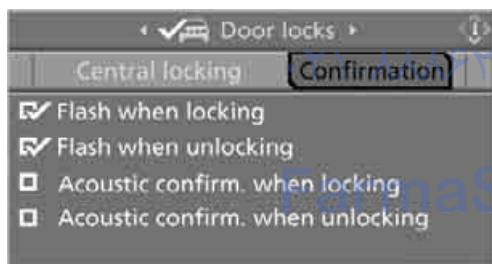 Door locks
Central locking Confirmation
Flash when locking
Flash when unlocking
Acoustic confirm. when locking
Acoustic confirm. when unlocking